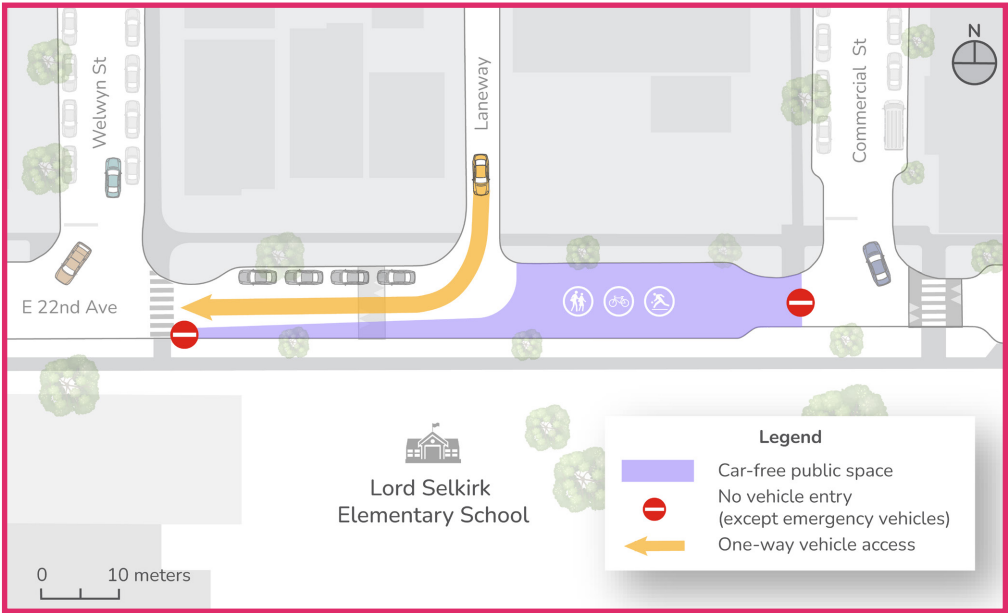 Welwyn St
Laneway
Commercial St
N
E 22nd Ave
Lord Selkirk
Elementary School
Legend
Car-free public space
No vehicle entry
(except emergency vehicles)
One-way vehicle access
0 10 meters